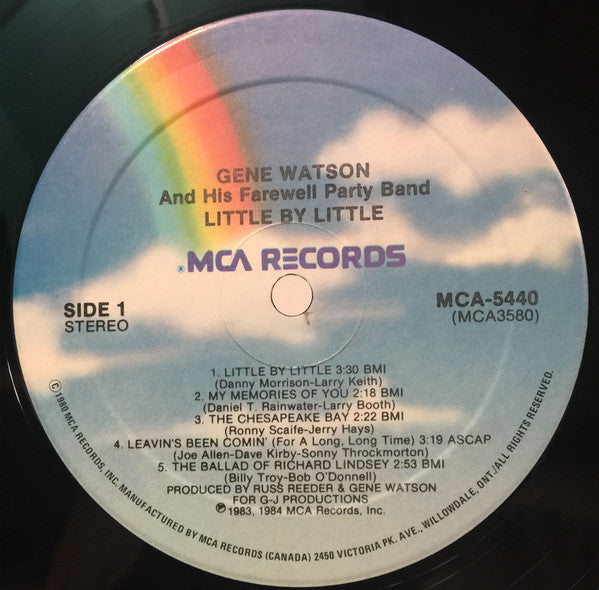 GENE WATSON
And His Farewell Party Band
LITTLE BY LITTLE
MCA RECORDS
SIDE 1
STEREO
MCA-5440
(MCA3580)
1. LITTLE BY LITTLE 3:30 BMI
(Danny Morrison-Larry Keith)
2. MY MEMORIES OF YOU 2:18 BMI
(Daniel T. Rainwater-Larry Booth)
3. THE CHESAPEAKE BAY 2:22 BMI
(Ronny Scaife-Jerry Hays)
4. LEAVIN'S BEEN COMIN' (For A Long, Long Time) 3:19 ASCAP
(Joe Allen-Dave Kirby-Sonny Throckmorton)
5. THE BALLAD OF RICHARD LINDSEY 2:53 BMI
(Billy Troy-Bob O'Donnell)
PRODUCED BY RUSS REEDER & GENE WATSON
FOR G-J PRODUCTIONS
℗1983, 1984 MCA Records, Inc.
©1980 MCA RECORDS, INC. MANUFACTURED BY MCA RECORDS (CANADA) 2450 VICTORIA PK. AVE., WILLOWDALE, ONT./ALL RIGHTS RESERVED.